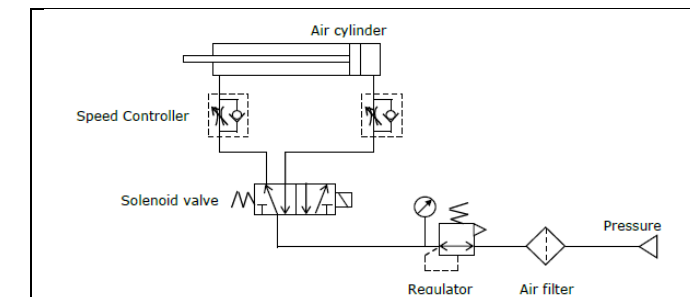 Air cylinder
Speed Controller
Solenoid valve
Pressure
Regulator
Air filter